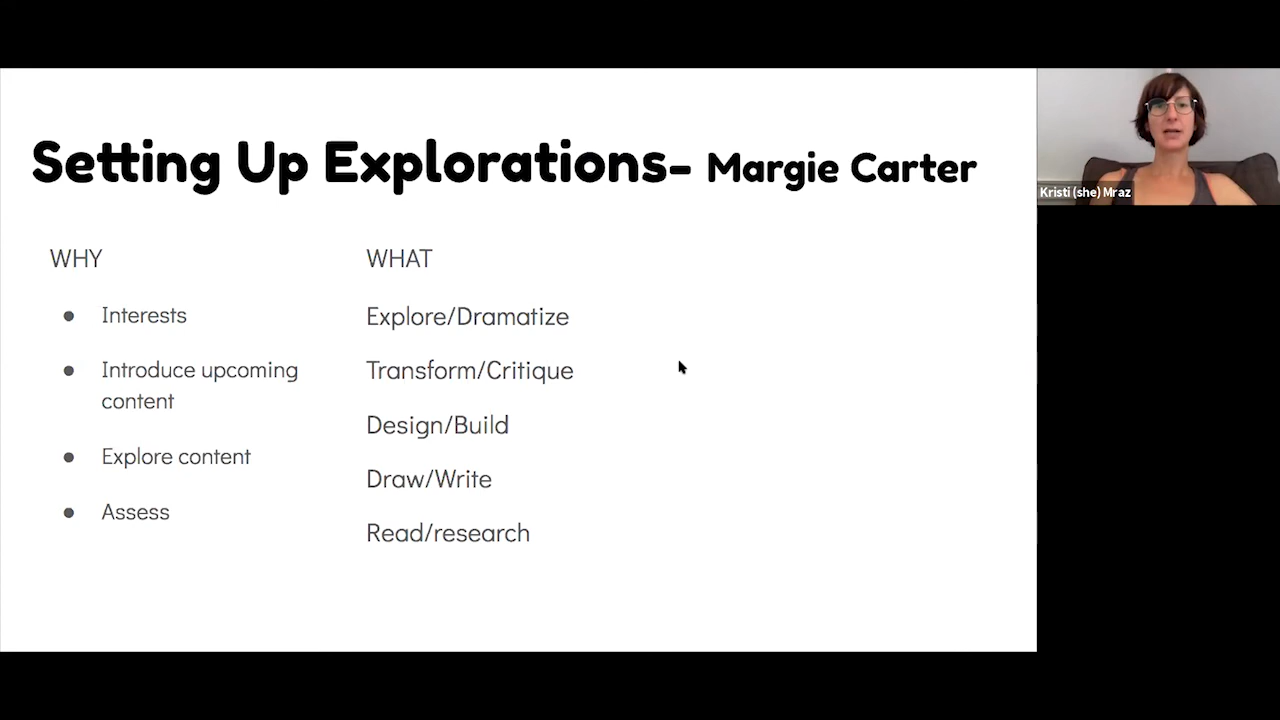 Setting Up Explorations- Margie Carter
Kristi (she) Mraz
WHY
Interests
Introduce upcoming
content
Explore content
Assess
WHAT
Explore/Dramatize
Transform/Critique
Design/Build
Draw/Write
Read/research